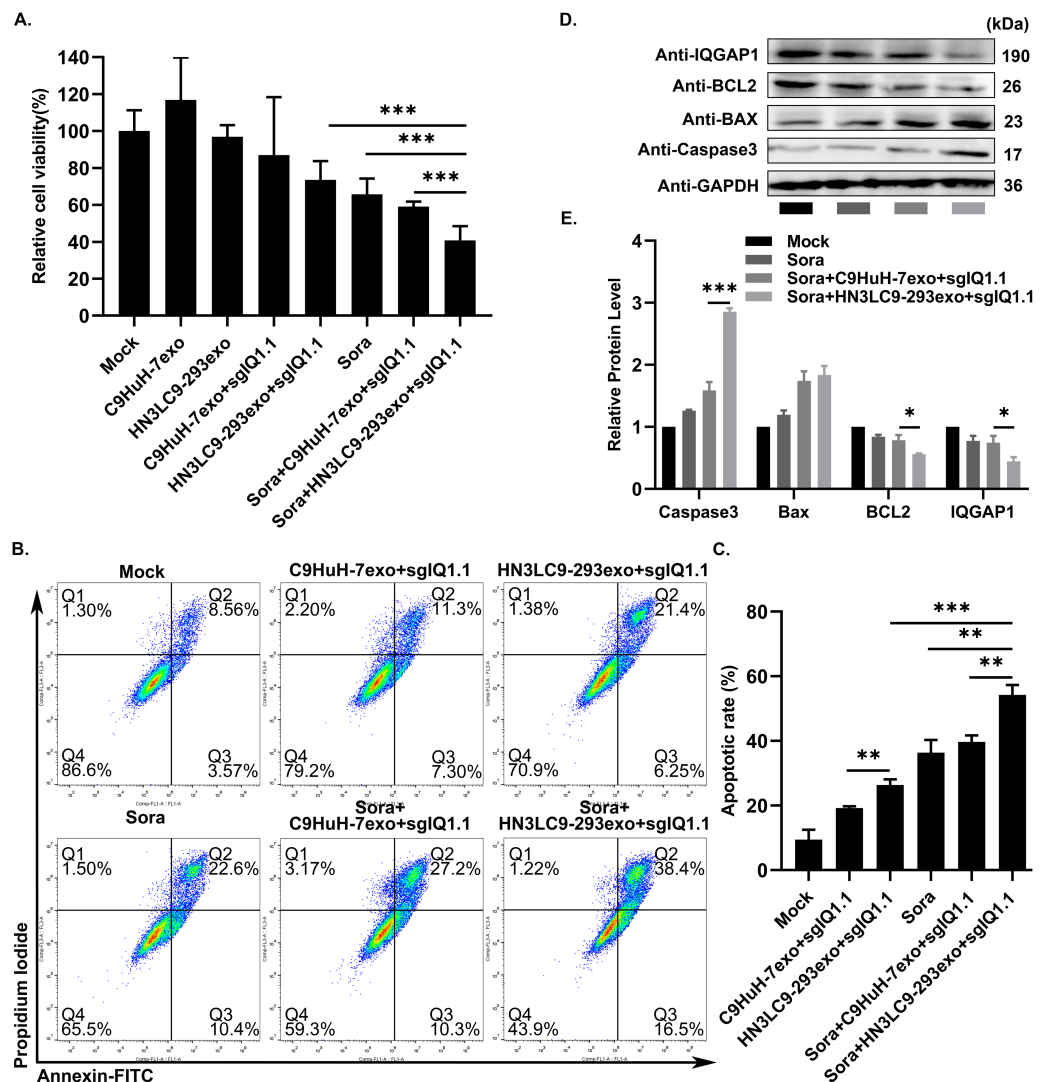 A.
Relative cell viability(%)
140
120
100
80
60
40
20
0
***
***
***
Mock
C9HuH-7exo
HN3LC9-293exo
C9HuH-7exo+sgIQ1.1
HN3LC9-293exo+sgIQ1.1
Sora
Sora+C9HuH-7exo+sgIQ1.1
Sora+HN3LC9-293exo+sgIQ1.1
D.
(kDa)
Anti-IQGAP1 190
Anti-BCL2 26
Anti-BAX 23
Anti-Caspase3 17
Anti-GAPDH 36
E.
Relative Protein Level
4
3
2
1
0
Mock
Sora
Sora+C9HuH-7exo+sgIQ1.1
Sora+HN3LC9-293exo+sgIQ1.1
***
*
*
Caspase3 Bax BCL2 IQGAP1
B.
Propidium Iodide
Annexin-FITC
Mock
Q1
1.30%
Q2
8.56%
Q4
86.6%
Q3
3.57%
C9HuH-7exo+sgIQ1.1
Q1
2.20%
Q2
11.3%
Q4
79.2%
Q3
7.30%
HN3LC9-293exo+sgIQ1.1
Q1
1.38%
Q2
21.4%
Q4
70.9%
Q3
6.25%
Sora
Q1
1.50%
Q2
22.6%
Q4
65.5%
Q3
10.4%
Sora+
C9HuH-7exo+sgIQ1.1
Q1
3.17%
Q2
27.2%
Q4
59.3%
Q3
10.3%
Sora+
HN3LC9-293exo+sgIQ1.1
Q1
1.22%
Q2
38.4%
Q4
43.9%
Q3
16.5%
C.
Apoptotic rate (%)
80
60
40
20
0
***
**
**
**
Mock
C9HuH-7exo+sgIQ1.1
HN3LC9-293exo+sgIQ1.1
Sora
Sora+C9HuH-7exo+sgIQ1.1
Sora+HN3LC9-293exo+sgIQ1.1